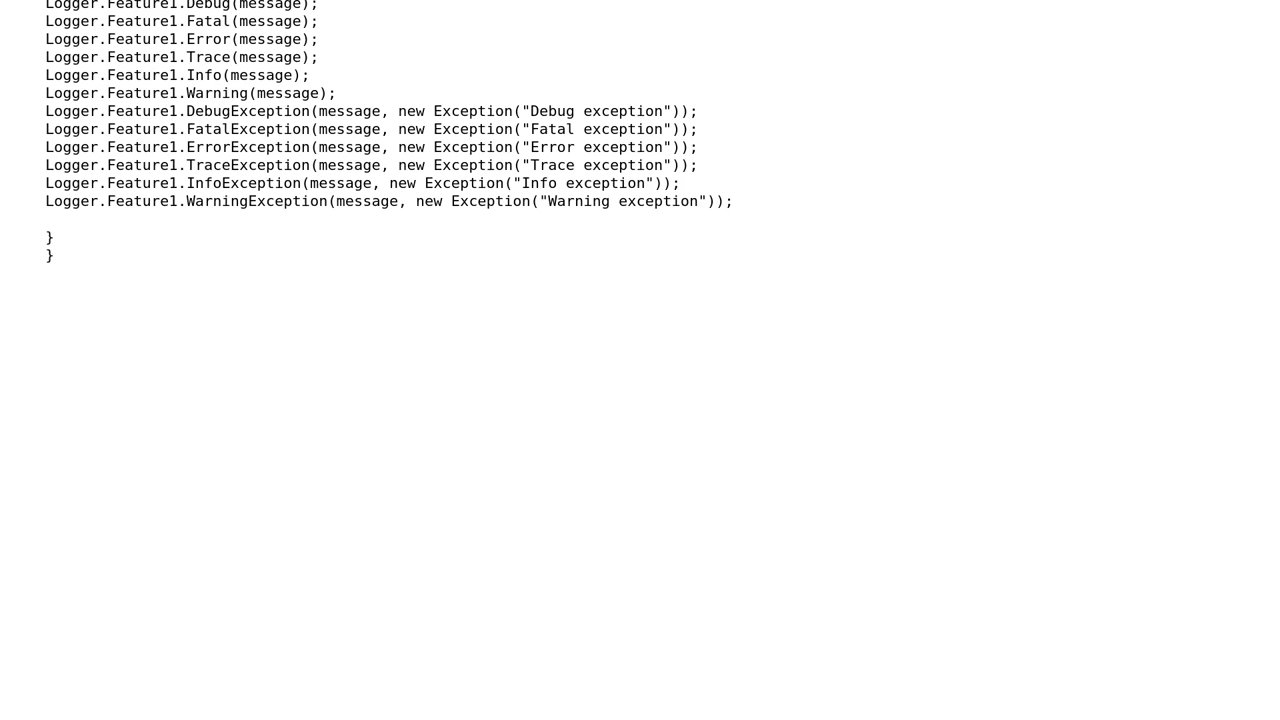 Logger.Feature1.Debug(message);
Logger.Feature1.Fatal(message);
Logger.Feature1.Error(message);
Logger.Feature1.Trace(message);
Logger.Feature1.Info(message);
Logger.Feature1.Warning(message);
Logger.Feature1.DebugException(message, new Exception("Debug exception"));
Logger.Feature1.FatalException(message, new Exception("Fatal exception"));
Logger.Feature1.ErrorException(message, new Exception("Error exception"));
Logger.Feature1.TraceException(message, new Exception("Trace exception"));
Logger.Feature1.InfoException(message, new Exception("Info exception"));
Logger.Feature1.WarningException(message, new Exception("Warning exception"));
}
}